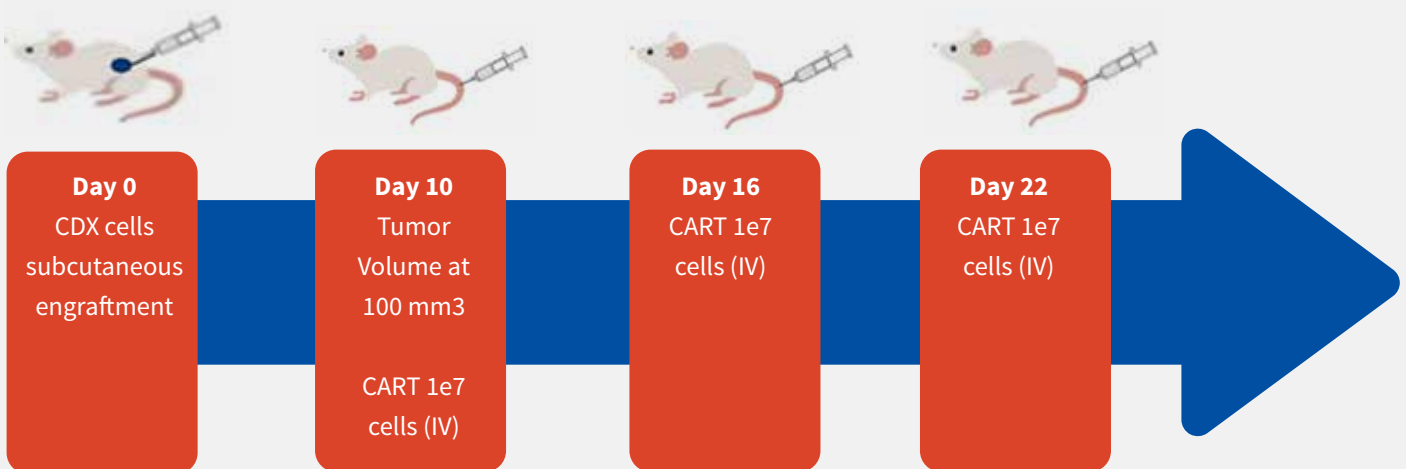 Day 0
CDX cells
subcutaneous
engraftment
Day 10
Tumor
Volume at
100 mm3
CART 1e7
cells (IV)
Day 16
CART 1e7
cells (IV)
Day 22
CART 1e7
cells (IV)